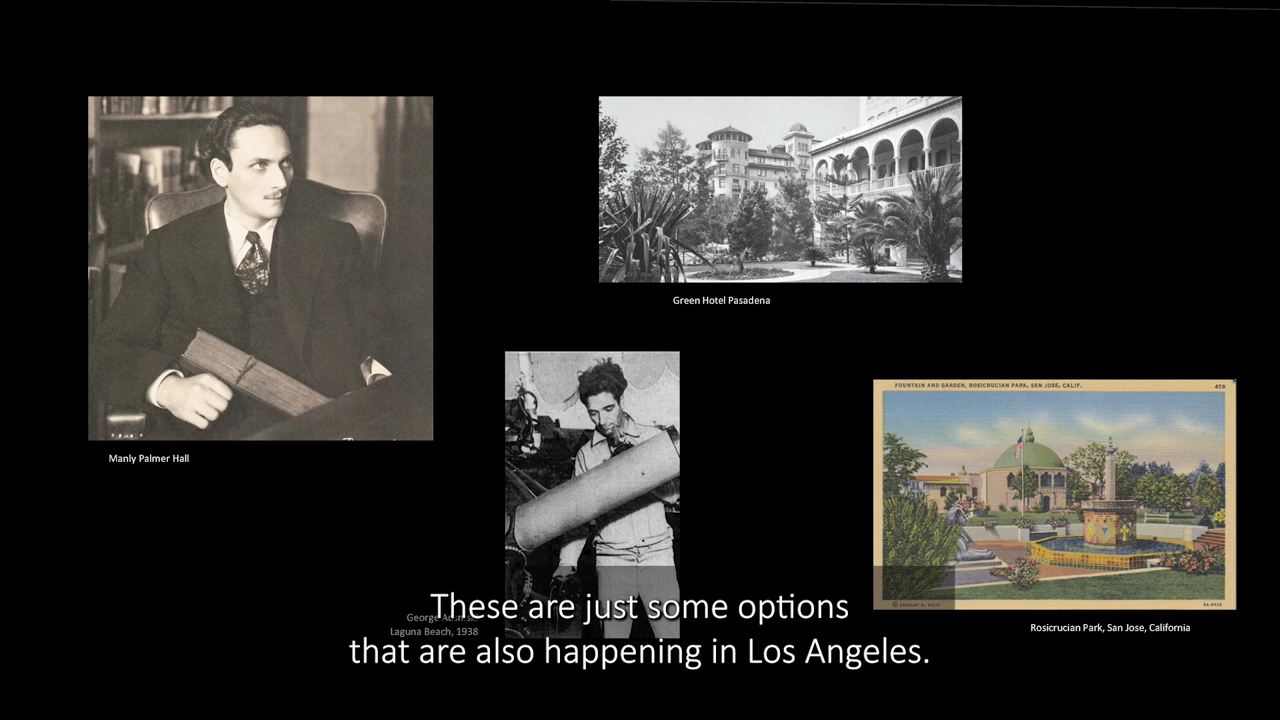 Green Hotel Pasadena
FOUNTAIN AND GARDEN, ROSICRUCIAN PARK, SAN JOSE, CALIF.
Manly Palmer Hall
George
Laguna Beach, 1938
Rosicrucian Park, San Jose, California
These are just some options
that are also happening in Los Angeles.